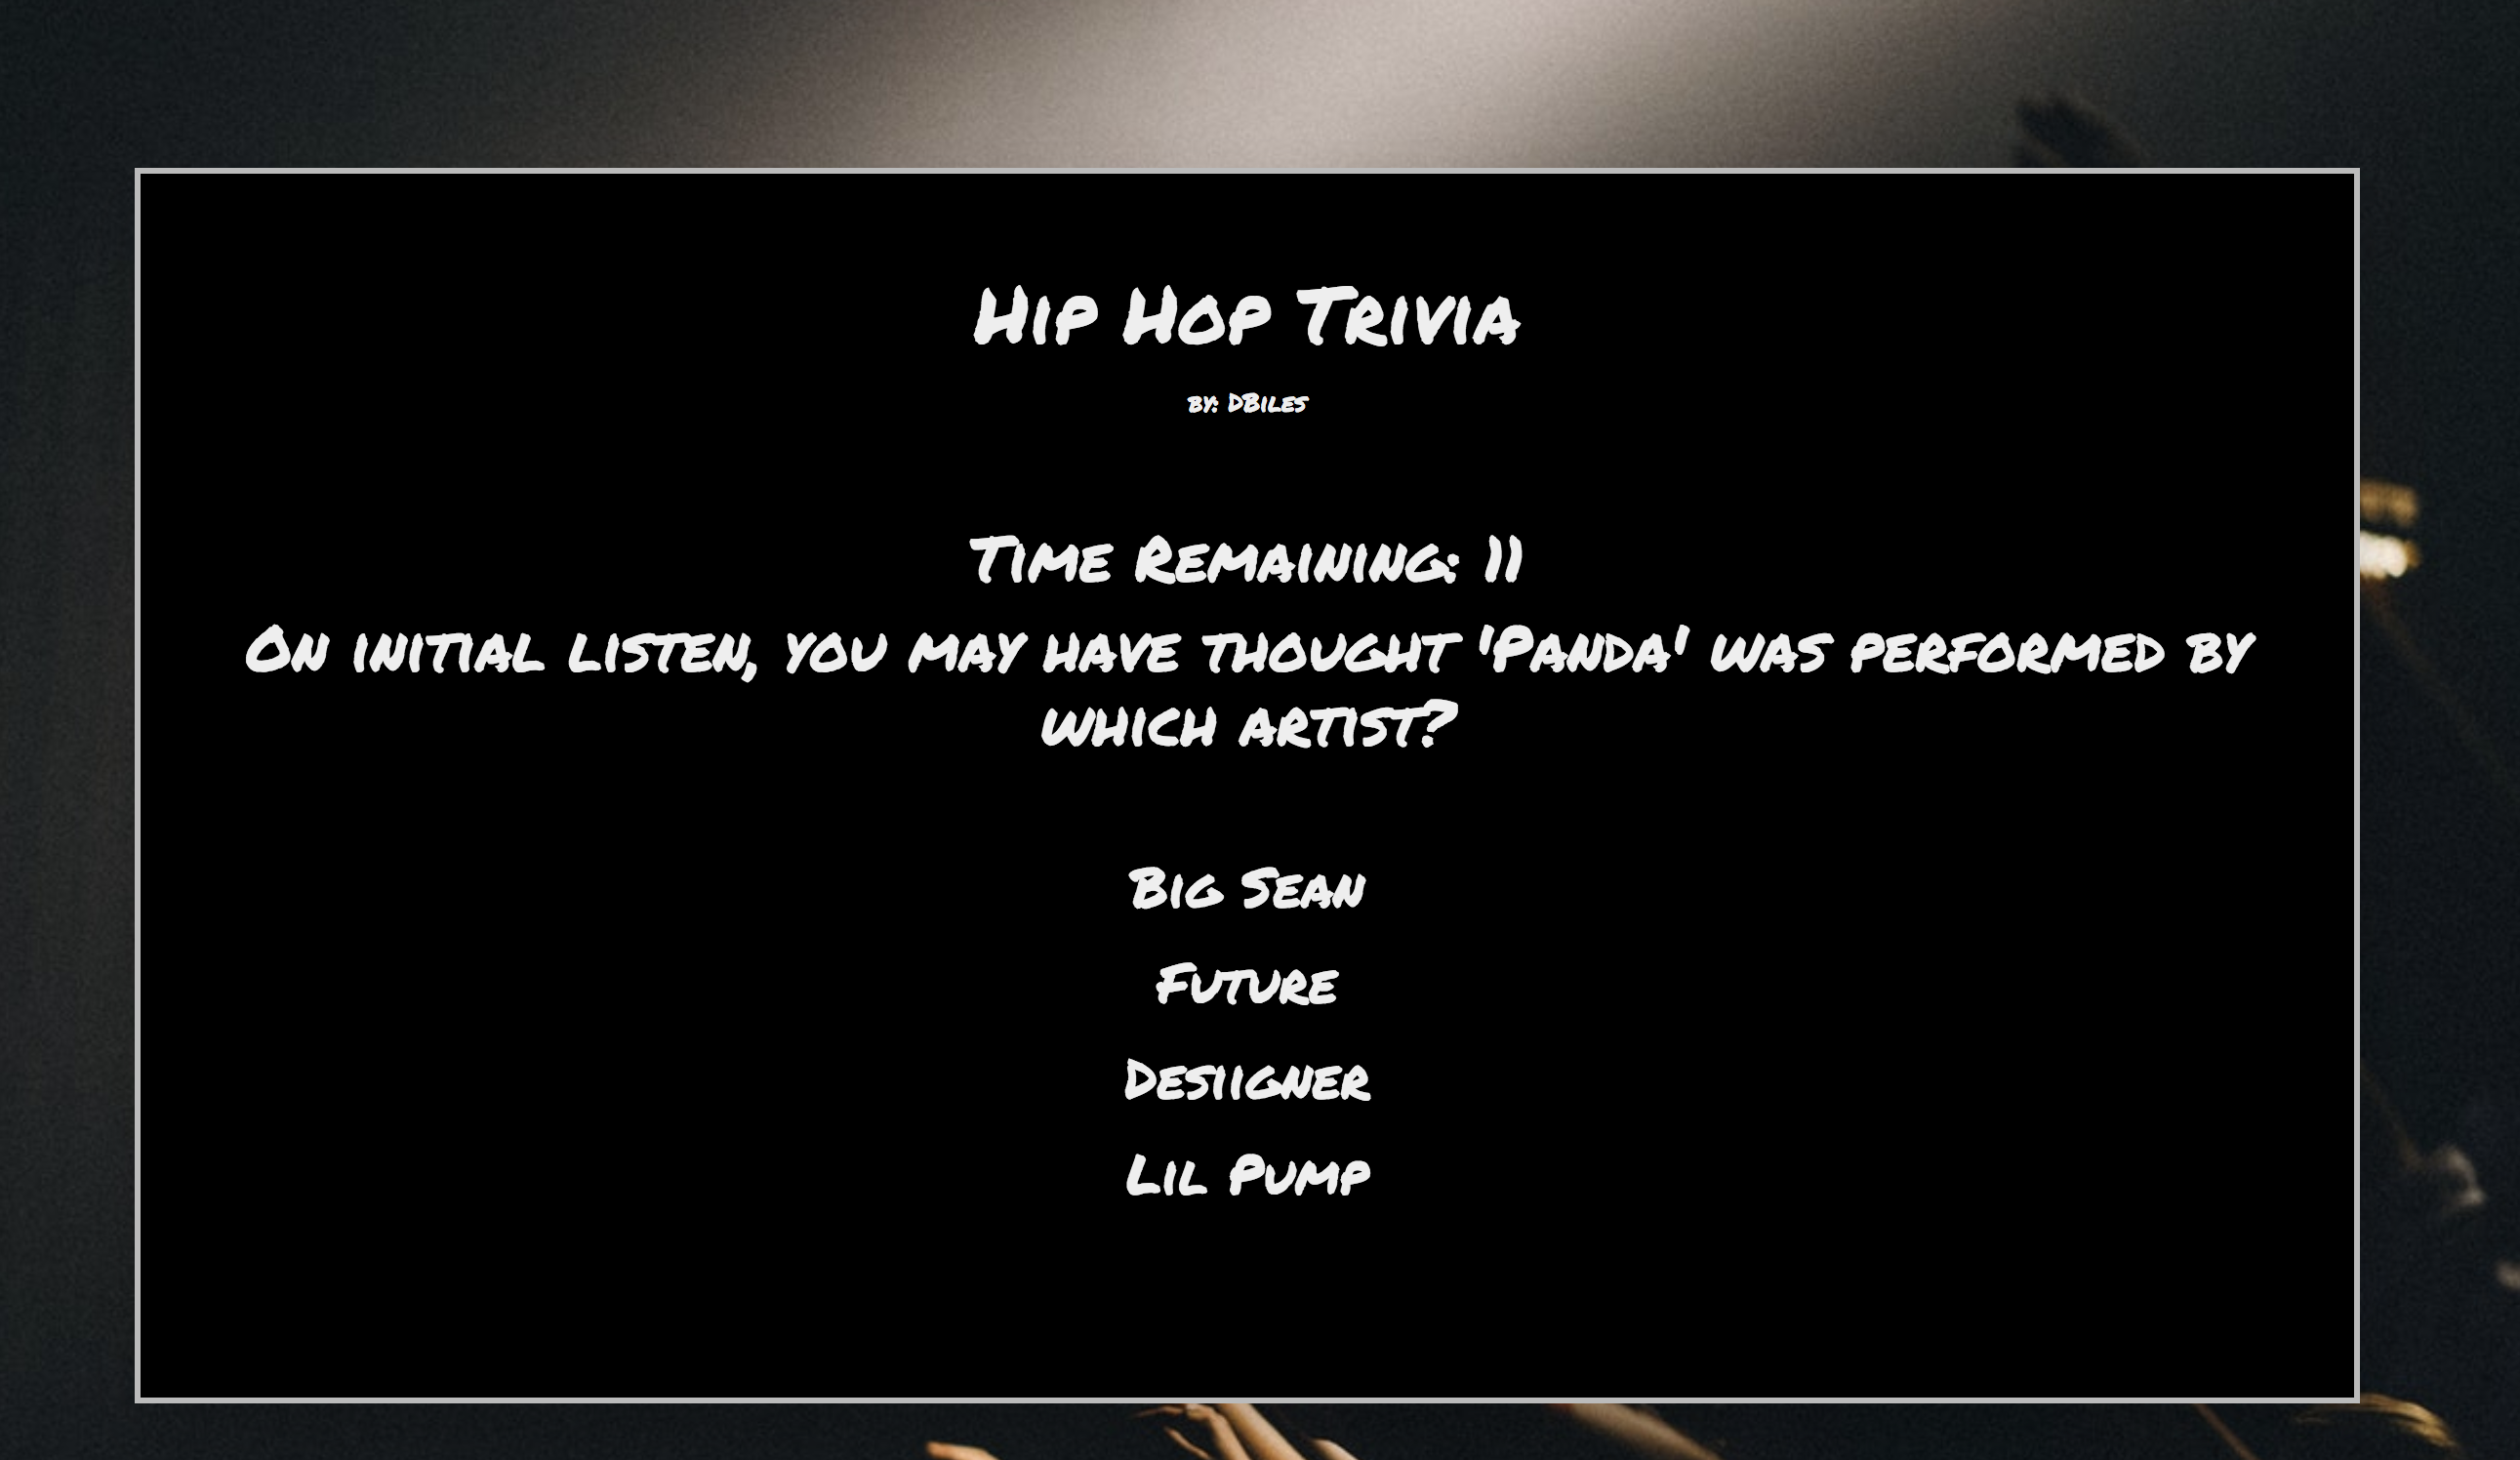 Hip Hop Trivia
by: DBiles
Time Remaining: 11
On initial listen, you may have thought 'Panda' was performed by
which artist?
Big Sean
Future
Desiigner
Lil Pump